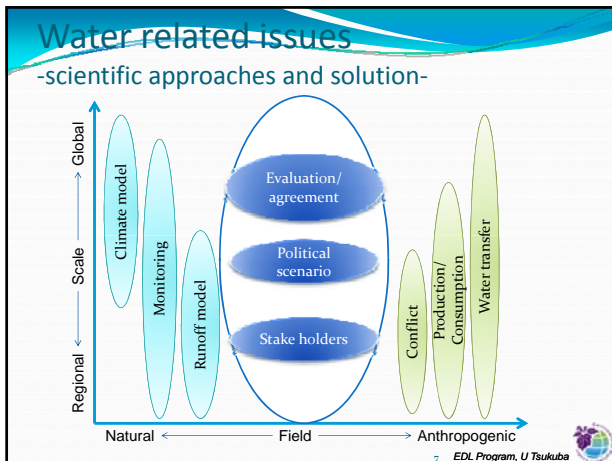 Water related issues
-scientific approaches and solution-
Global
Scale
Regional
Climate model
Monitoring
Runoff model
Evaluation/
agreement
Political
scenario
Stake holders
Conflict
Production/
Consumption
Water transfer
Natural
Field
Anthropogenic
7
EDL Program, U Tsukuba